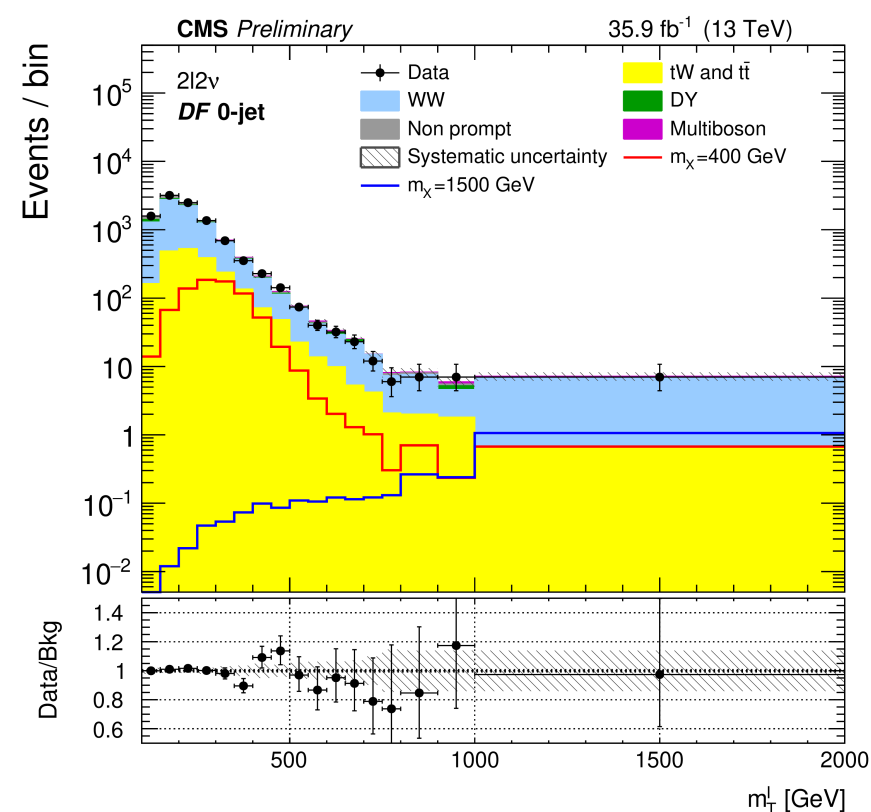 CMS Preliminary 35.9 fb⁻¹ (13 TeV)
Events / bin
2l2ν
DF 0-jet
Data
WW
Non prompt
Systematic uncertainty
m_X=1500 GeV
tW and tt̄
DY
Multiboson
m_X=400 GeV
10⁵
10⁴
10³
10²
10
1
10⁻¹
10⁻²
Data/Bkg
1.4
1.2
1
0.8
0.6
500 1000 1500 2000
m_T^l [GeV]